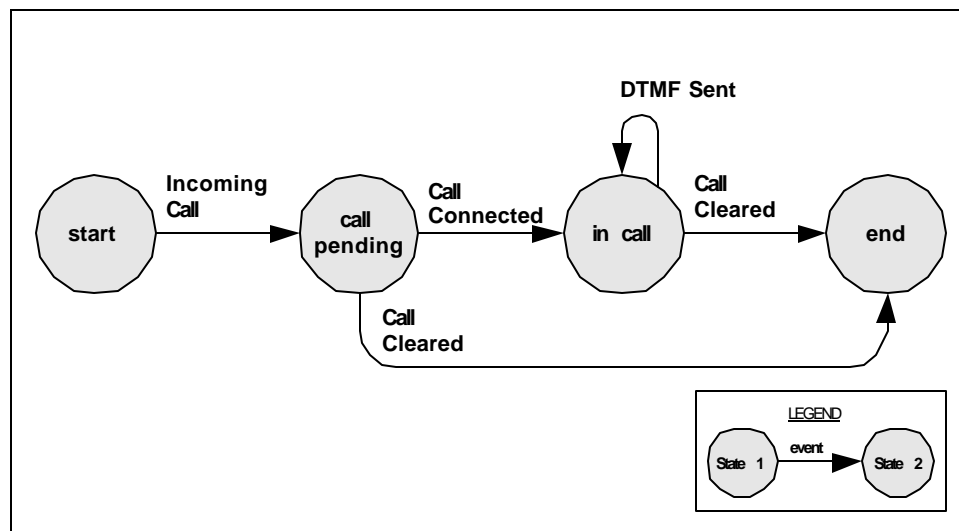 DTMF Sent
Incoming
Call
Call
Connected
Call
Cleared
start
call
pending
in call
end
Call
Cleared
LEGEND
State 1
event
State 2